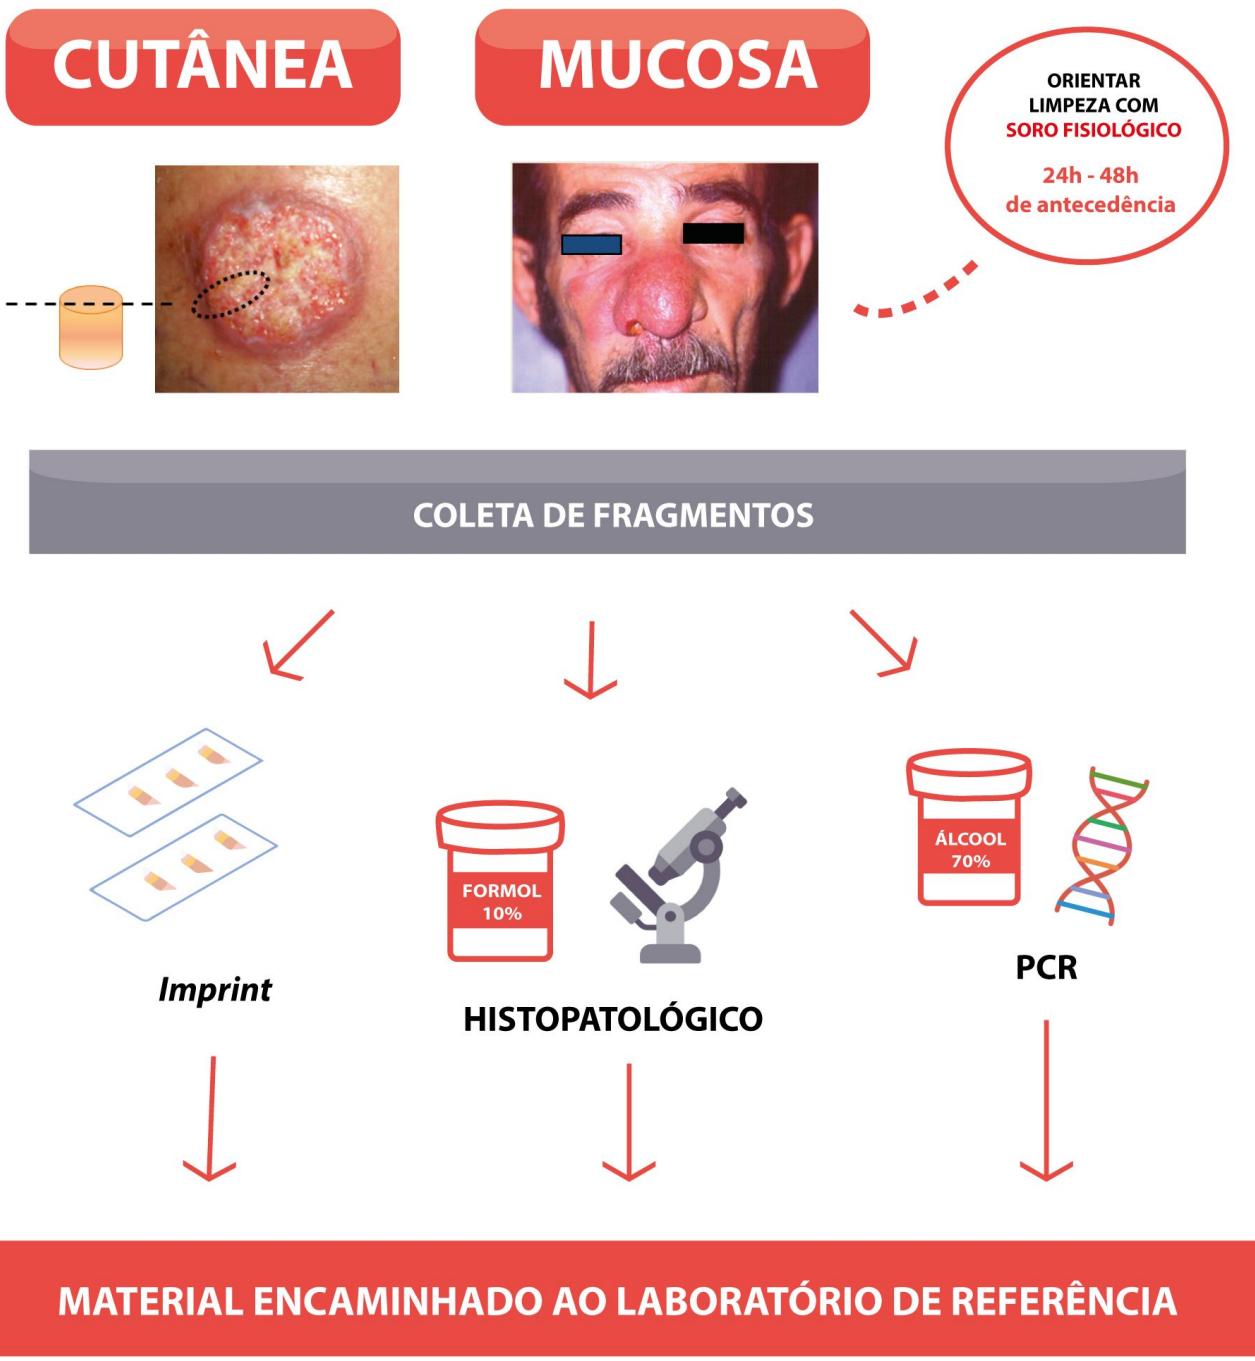 CUTÂNEA
MUCOSA
ORIENTAR
LIMPEZA COM
SORO FISIOLÓGICO
24h - 48h
de antecedência
COLETA DE FRAGMENTOS
Imprint
FORMOL
10%
HISTOPATOLÓGICO
ÁLCOOL
70%
PCR
MATERIAL ENCAMINHADO AO LABORATÓRIO DE REFERÊNCIA